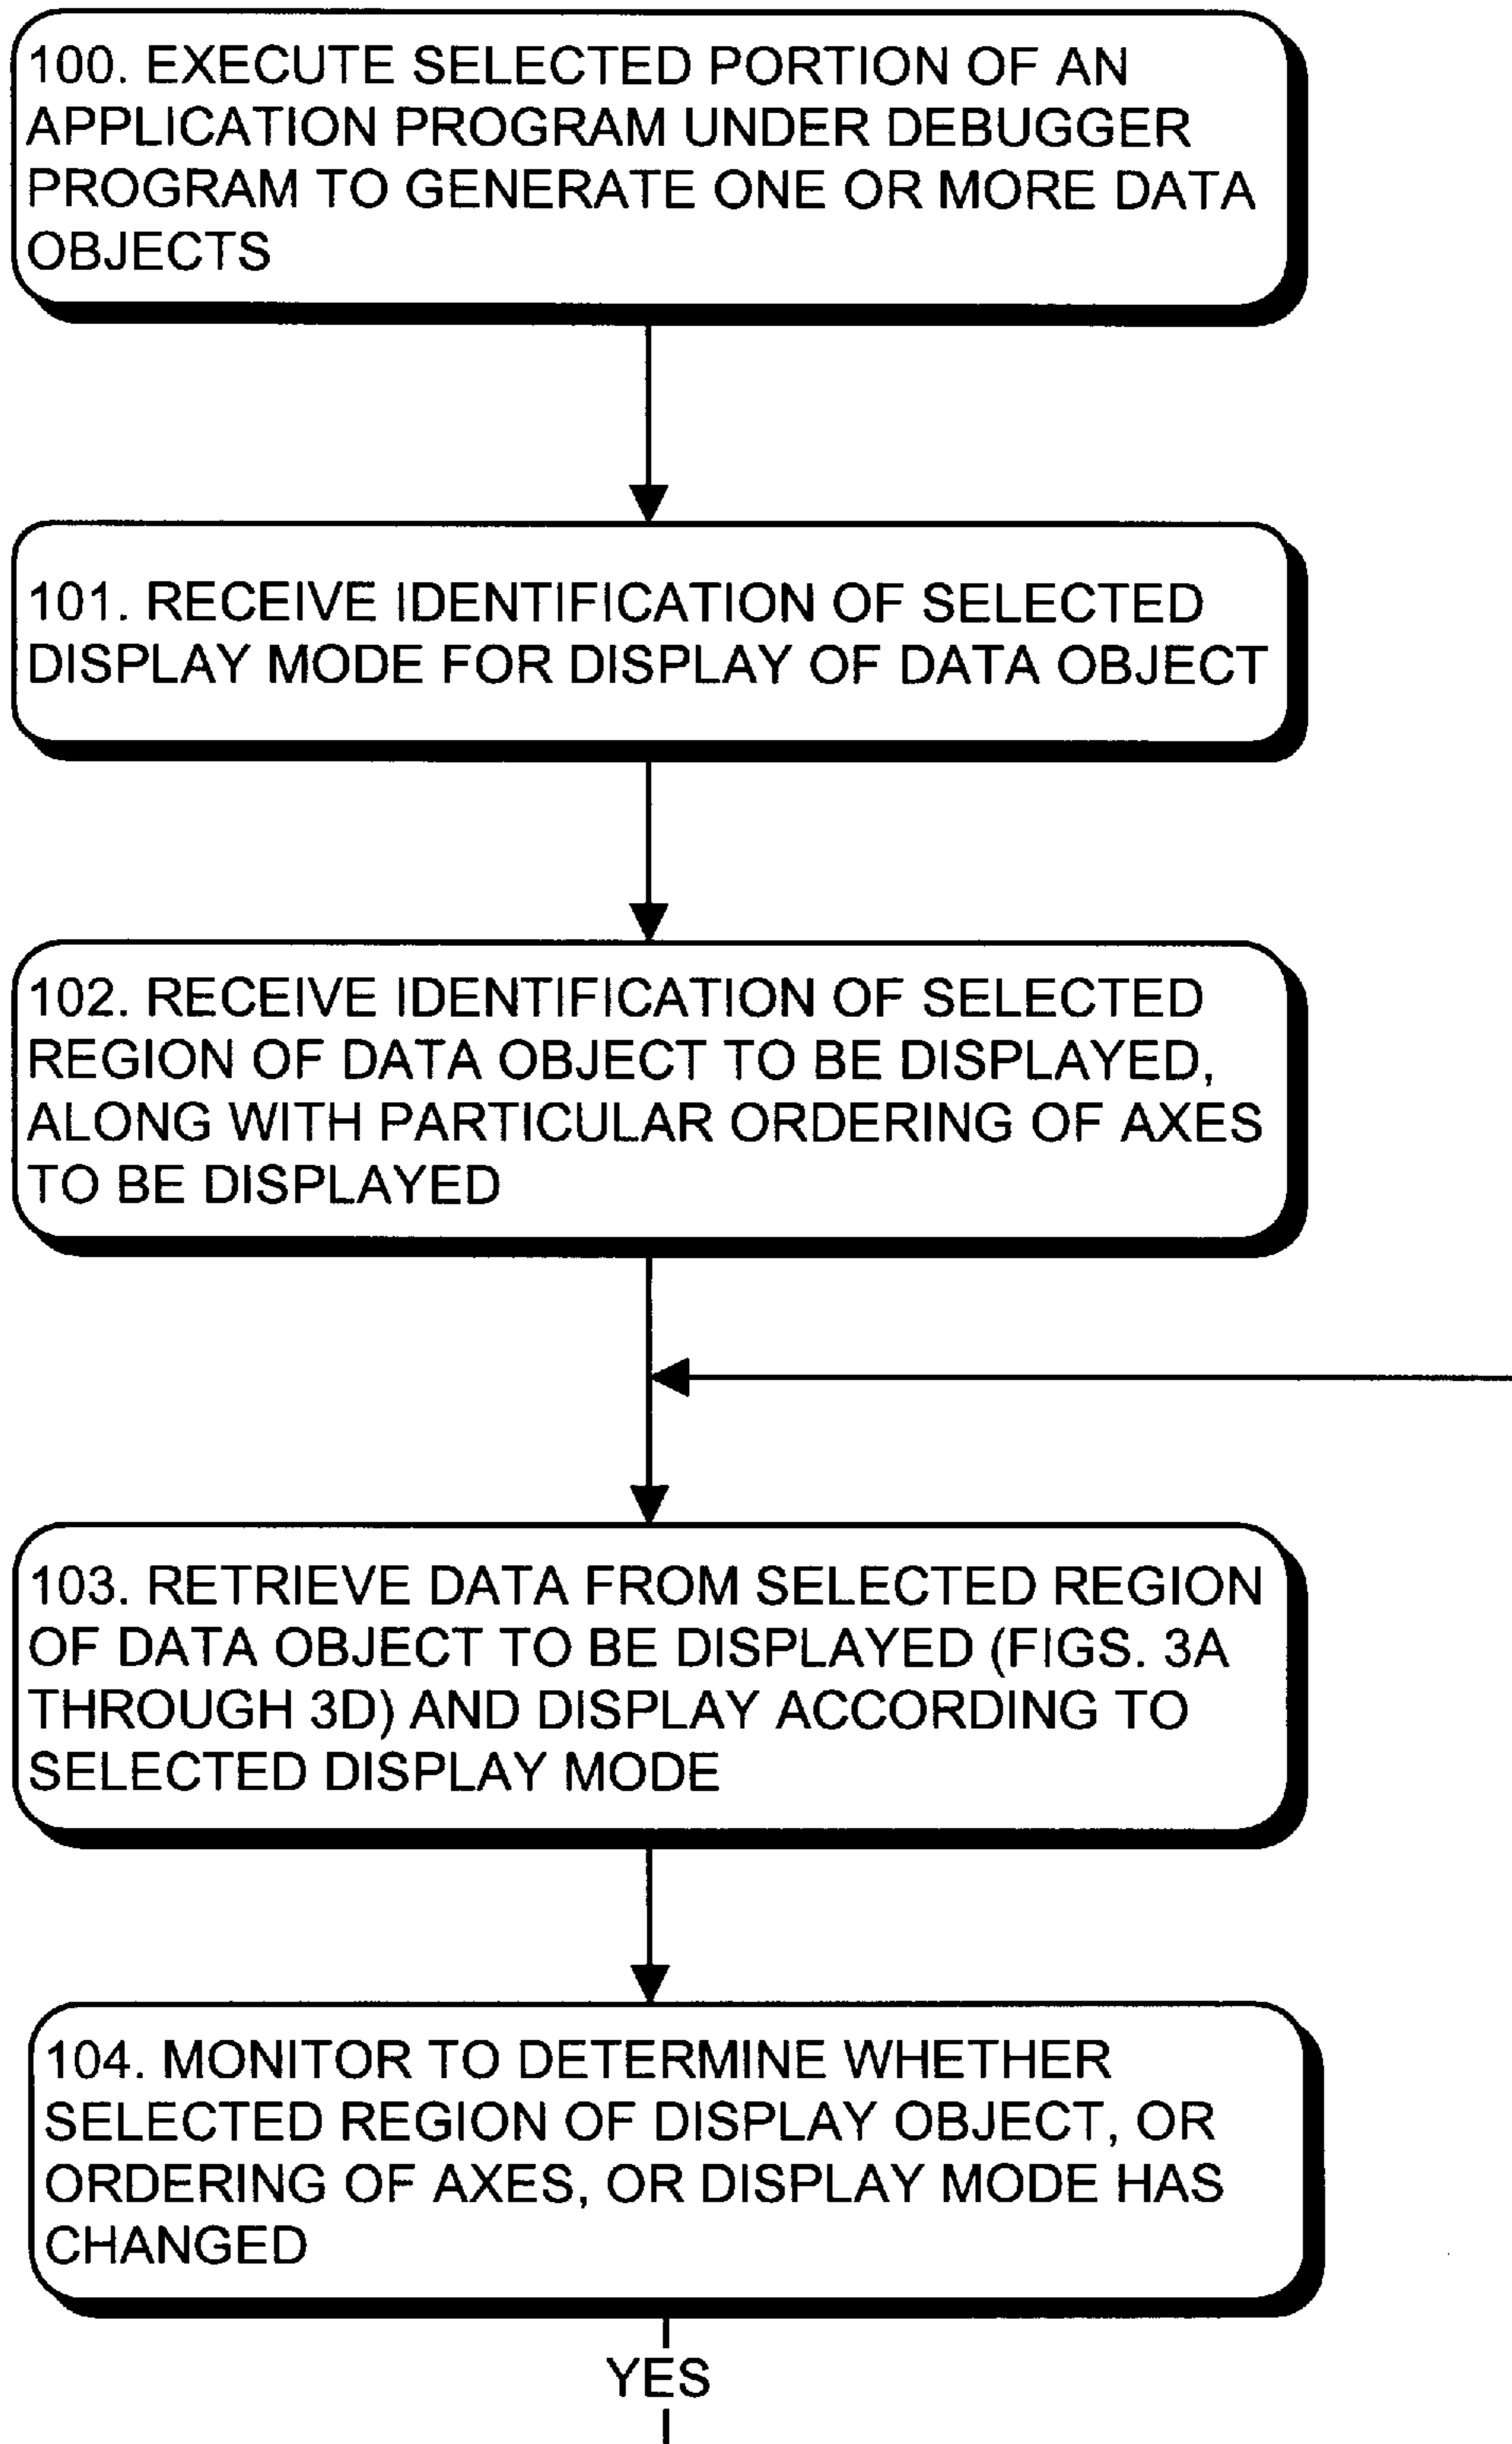 100. EXECUTE SELECTED PORTION OF AN
APPLICATION PROGRAM UNDER DEBUGGER
PROGRAM TO GENERATE ONE OR MORE DATA
OBJECTS
101. RECEIVE IDENTIFICATION OF SELECTED
DISPLAY MODE FOR DISPLAY OF DATA OBJECT
102. RECEIVE IDENTIFICATION OF SELECTED
REGION OF DATA OBJECT TO BE DISPLAYED,
ALONG WITH PARTICULAR ORDERING OF AXES
TO BE DISPLAYED
103. RETRIEVE DATA FROM SELECTED REGION
OF DATA OBJECT TO BE DISPLAYED (FIGS. 3A
THROUGH 3D) AND DISPLAY ACCORDING TO
SELECTED DISPLAY MODE
104. MONITOR TO DETERMINE WHETHER
SELECTED REGION OF DISPLAY OBJECT, OR
ORDERING OF AXES, OR DISPLAY MODE HAS
CHANGED
YES